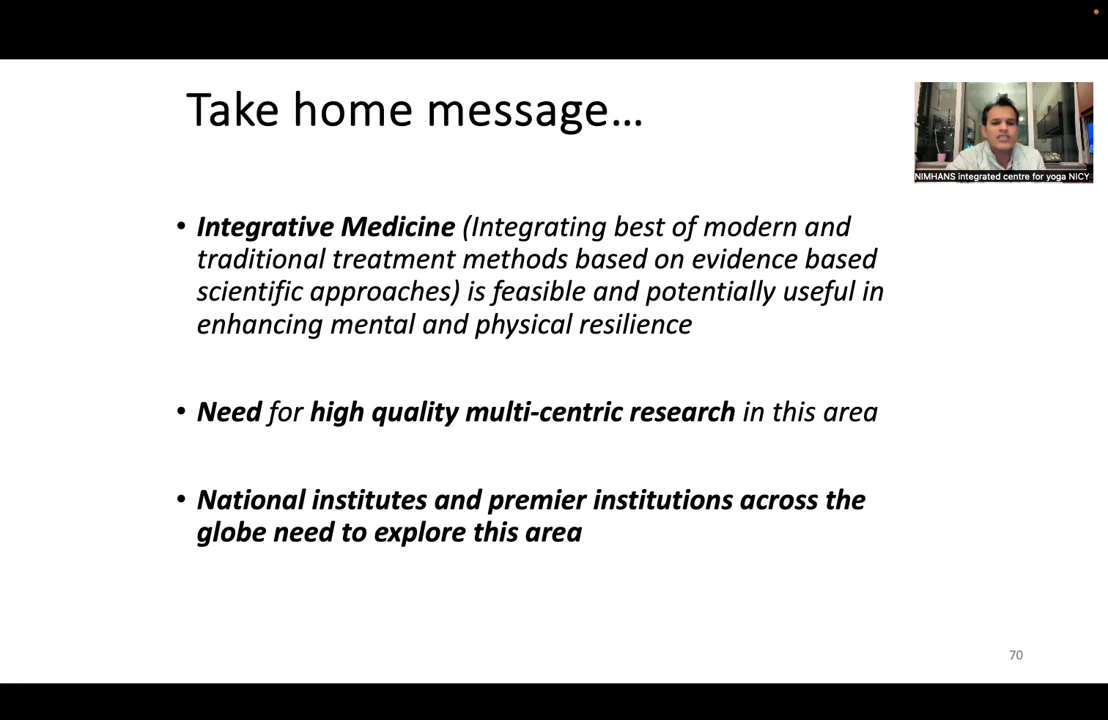 Take home message…
NIMHANS integrated centre for yoga NICY
• Integrative Medicine (Integrating best of modern and
traditional treatment methods based on evidence based
scientific approaches) is feasible and potentially useful in
enhancing mental and physical resilience
• Need for high quality multi-centric research in this area
• National institutes and premier institutions across the
globe need to explore this area
70